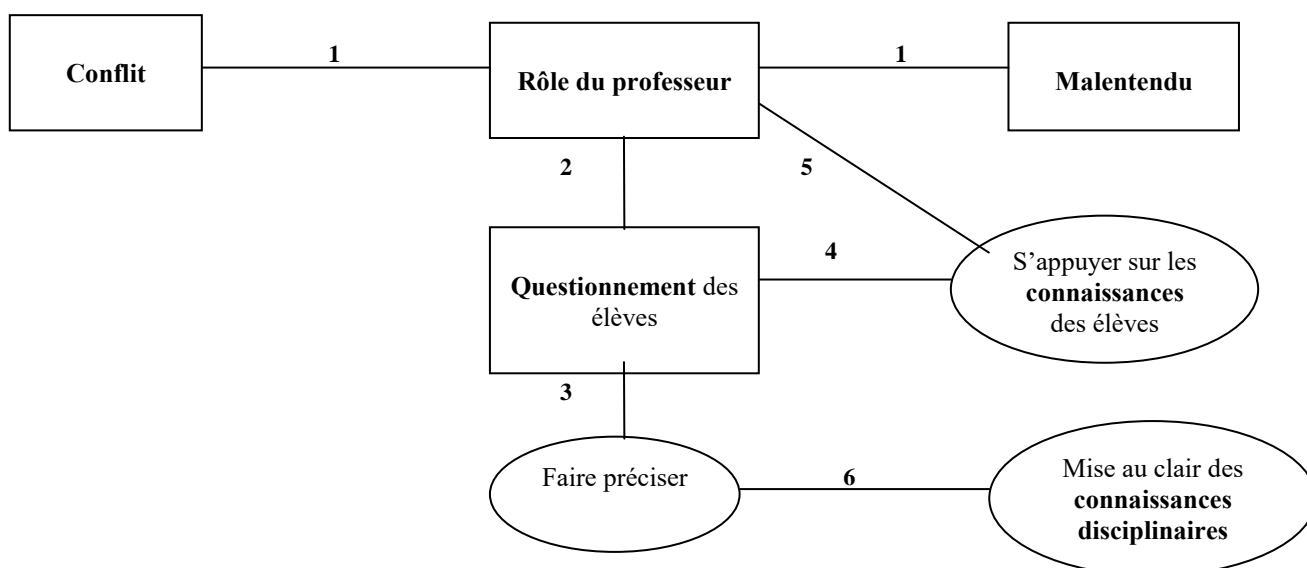 1
1
Conflit
Rôle du professeur
Malentendu
2
5
4
S'appuyer sur les
connaissances
des élèves
Questionnement des
élèves
3
Faire préciser
6
Mise au clair des
connaissances
disciplinaires